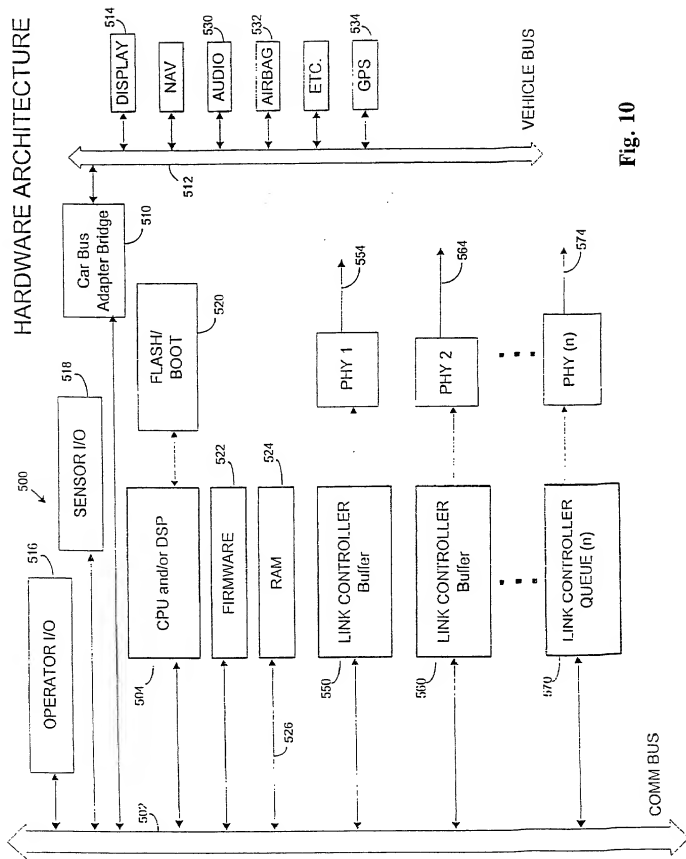 HARDWARE ARCHITECTURE
500
516
OPERATOR I/O
518
SENSOR I/O
Car Bus
Adapter Bridge
510
512
DISPLAY
514
NAV
AUDIO
530
AIRBAG
532
ETC.
GPS
534
VEHICLE BUS
FLASH/
BOOT
520
CPU and/or DSP
504
FIRMWARE
522
RAM
524
526
LINK CONTROLLER
Buffer
550
PHY 1
554
LINK CONTROLLER
Buffer
560
PHY 2
564
LINK CONTROLLER
QUEUE (n)
570
PHY (n)
574
502
COMM BUS
Fig. 10